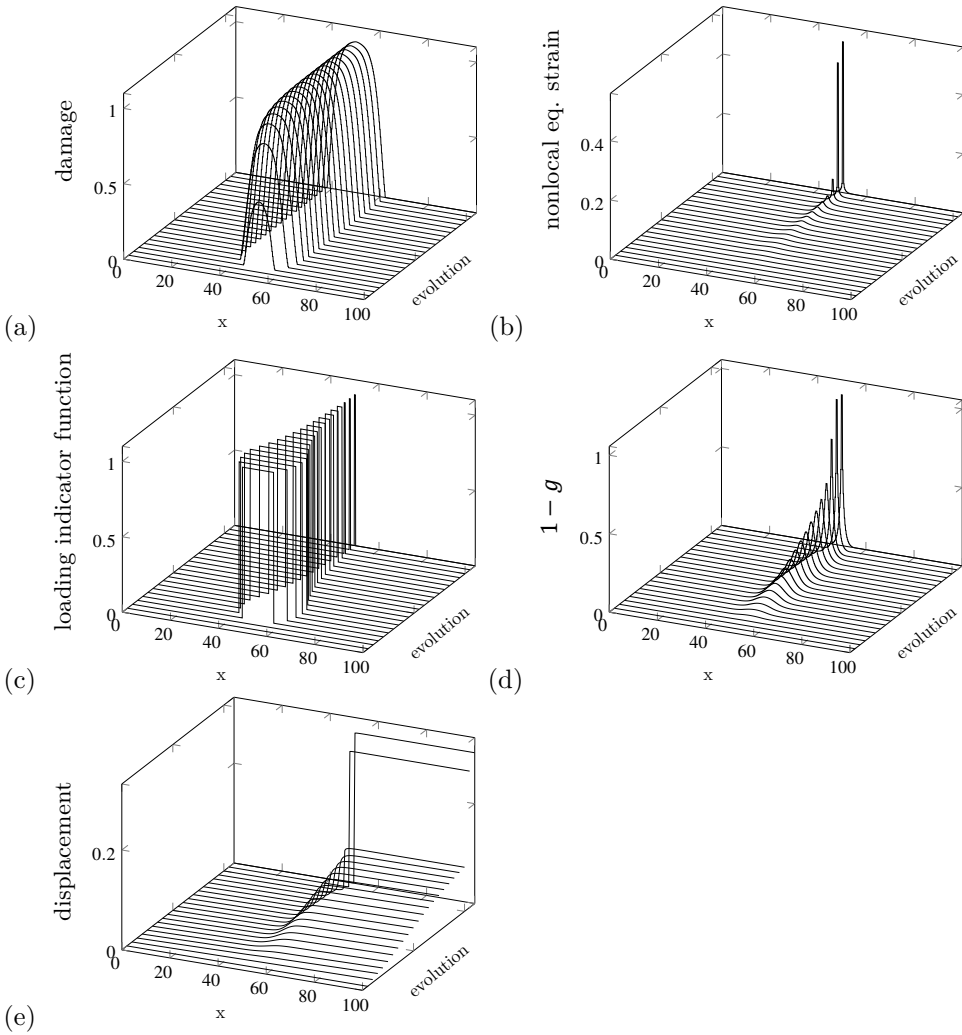 damage
1
0.5
0
0
20
40
60
80
100
x
evolution
(a)
nonlocal eq. strain
0.4
0.2
0
0
20
40
60
80
100
x
evolution
(b)
loading indicator function
1
0.5
0
0
20
40
60
80
100
x
evolution
(c)
1 − g
1
0.5
0
0
20
40
60
80
100
x
evolution
(d)
displacement
0.2
0
0
20
40
60
80
100
x
evolution
(e)